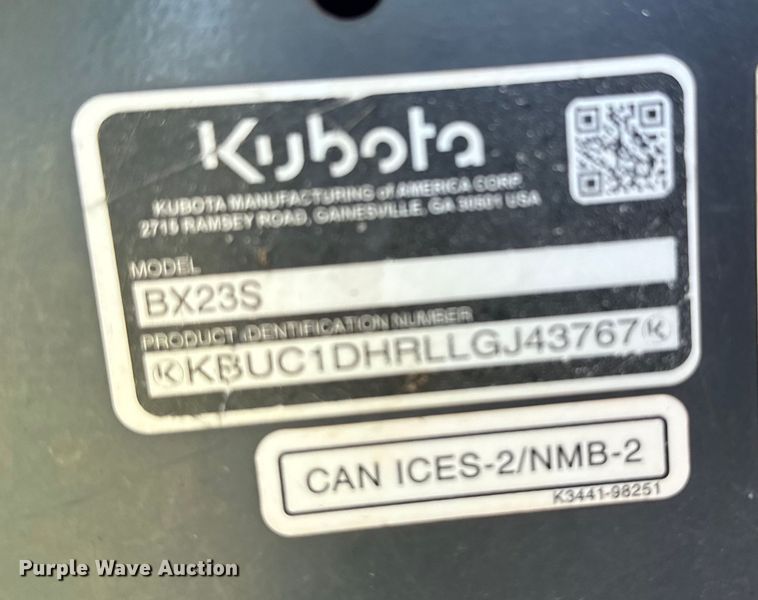 Kubota
KUBOTA MANUFACTURING of AMERICA CORP.
2715 RAMSEY ROAD, GAINESVILLE, GA 30501 USA
MODEL
BX23S
PRODUCT IDENTIFICATION NUMBER
KBUC1DHRLLGJ43767
CAN ICES-2/NMB-2
K3441-98251
Purple Wave Auction